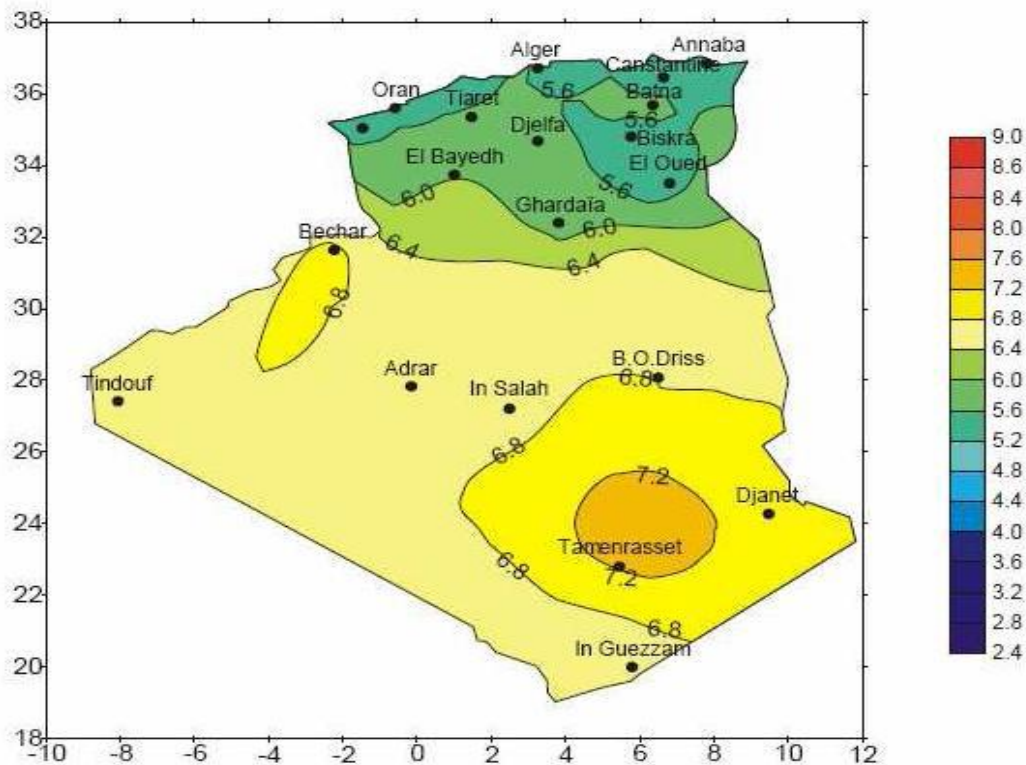 38
36
34
32
30
28
26
24
22
20
18
-10 -8 -6 -4 -2 0 2 4 6 8 10 12
Annaba
Alger
Canstantine
Oran
Tiaret
5.6
Batna
Djelfa
5.6
Biskra
El Bayedh
El Oued
6.0
5.6
Ghardaïa
6.0
Bechar
6.4
6.4
6.8
Adrar
B.O.Driss
Tindouf
In Salah
6.8
6.8
7.2
Djanet
Tamenrasset
6.8
7.2
6.8
In Guezzam
9.0
8.6
8.4
8.0
7.6
7.2
6.8
6.4
6.0
5.6
5.2
4.8
4.4
4.0
3.6
3.2
2.8
2.4